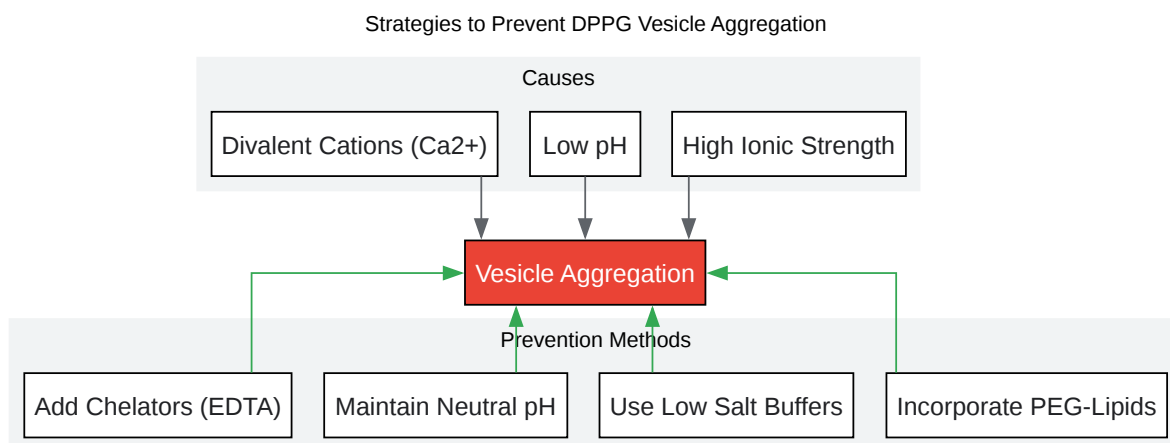 Strategies to Prevent DPPG Vesicle Aggregation
Causes
Divalent Cations (Ca2+)
Low pH
High Ionic Strength
Vesicle Aggregation
Prevention Methods
Add Chelators (EDTA)
Maintain Neutral pH
Use Low Salt Buffers
Incorporate PEG-Lipids